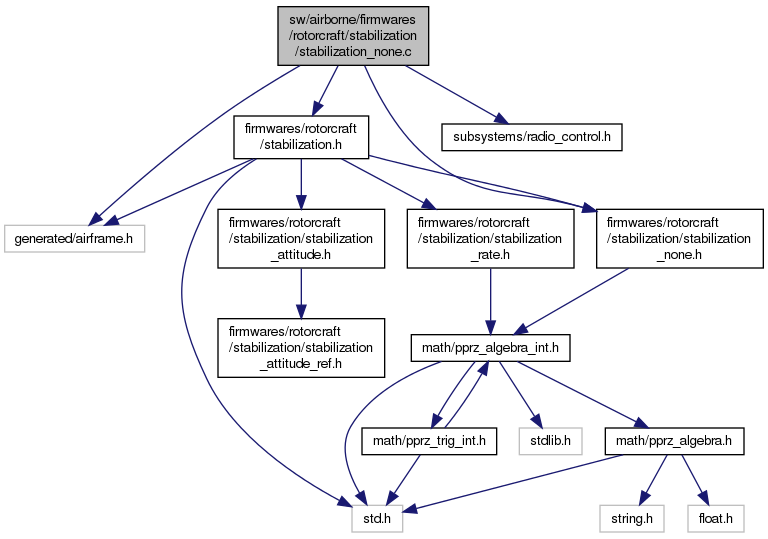 sw/airborne/firmwares
/rotorcraft/stabilization
/stabilization_none.c
firmwares/rotorcraft
/stabilization.h
subsystems/radio_control.h
generated/airframe.h
firmwares/rotorcraft
/stabilization/stabilization
_attitude.h
firmwares/rotorcraft
/stabilization/stabilization
_rate.h
firmwares/rotorcraft
/stabilization/stabilization
_none.h
firmwares/rotorcraft
/stabilization/stabilization
_attitude_ref.h
math/pprz_algebra_int.h
math/pprz_trig_int.h
stdlib.h
math/pprz_algebra.h
std.h
string.h
float.h